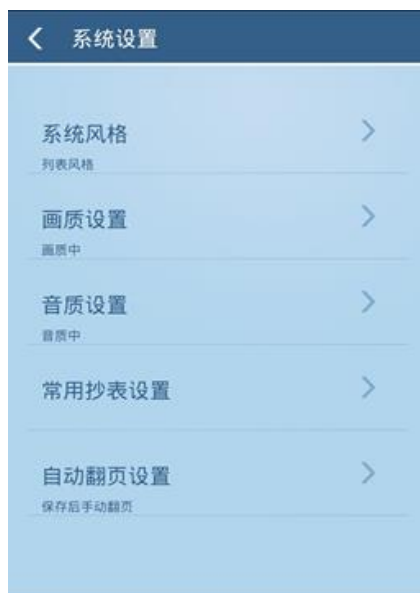 系统设置
系统风格
列表风格
画质设置
画质中
音质设置
音质中
常用抄表设置
自动翻页设置
保存后手动翻页